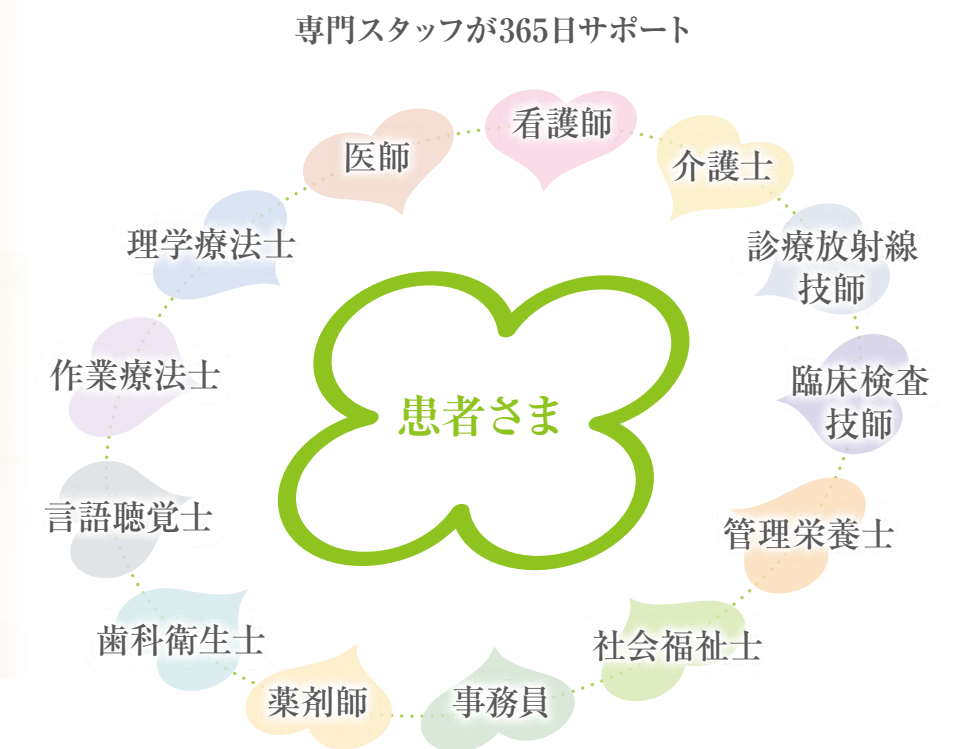 専門スタッフが365日サポート
看護師
医師
介護士
理学療法士
診療放射線
技師
作業療法士
臨床検査
技師
患者さま
言語聴覚士
管理栄養士
歯科衛生士
社会福祉士
薬剤師
事務員